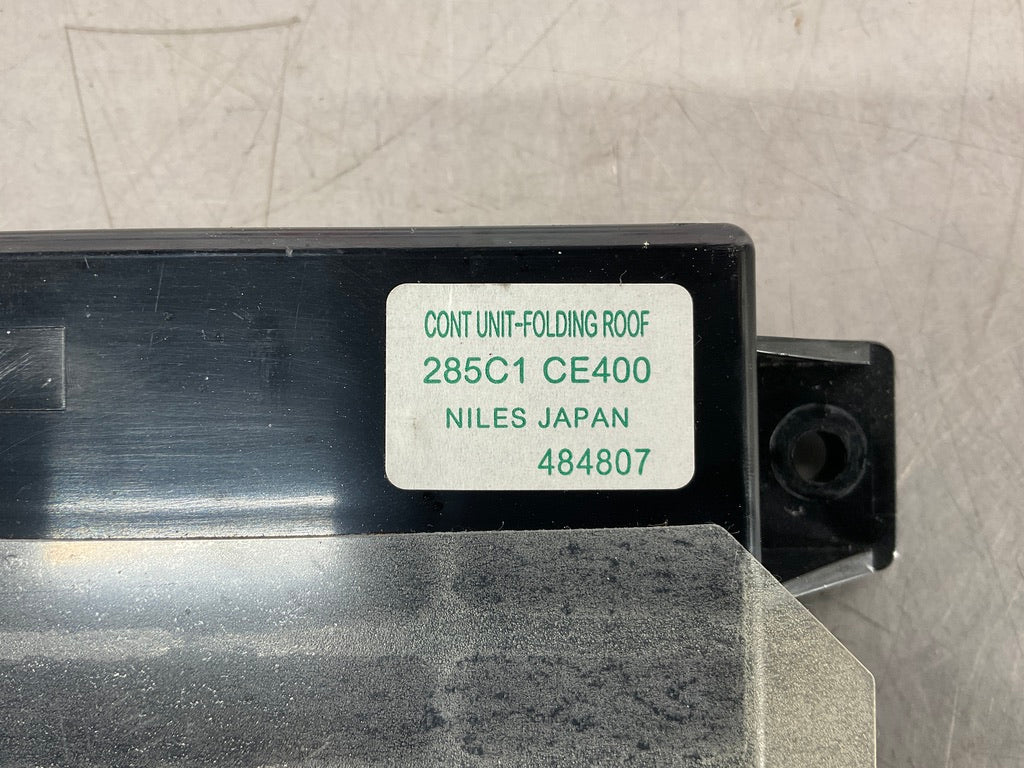 CONT UNIT-FOLDING ROOF
285C1 CE400
NILES JAPAN
484807